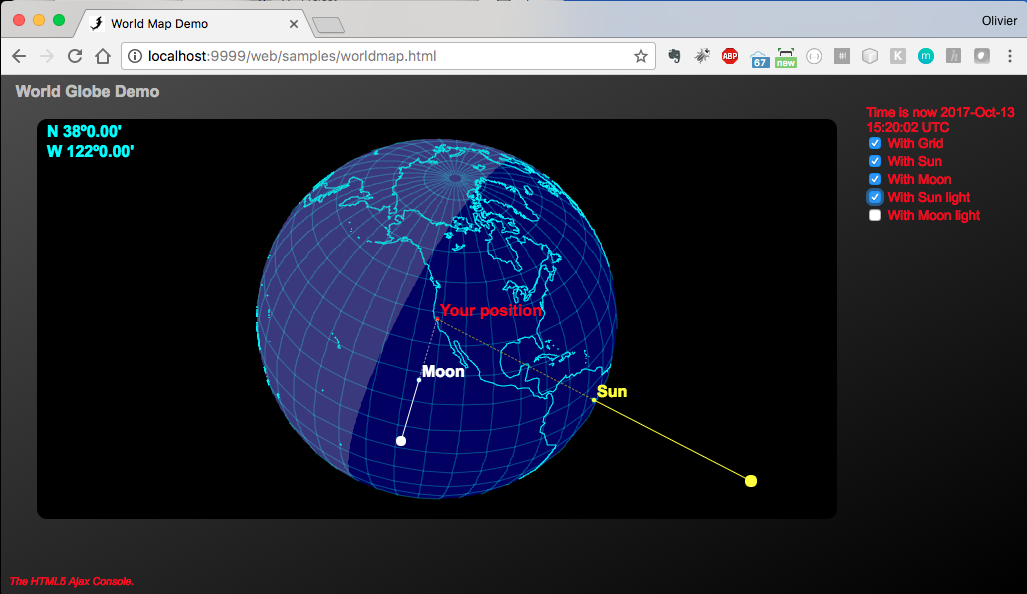 World Map Demo
Olivier
localhost:9999/web/samples/worldmap.html
ABP
67
new
#!
K
m
h
World Globe Demo
N 38º0.00'
W 122º0.00'
Time is now 2017-Oct-13
15:20:02 UTC
With Grid
With Sun
With Moon
With Sun light
With Moon light
Your position
Moon
Sun
The HTML5 Ajax Console.